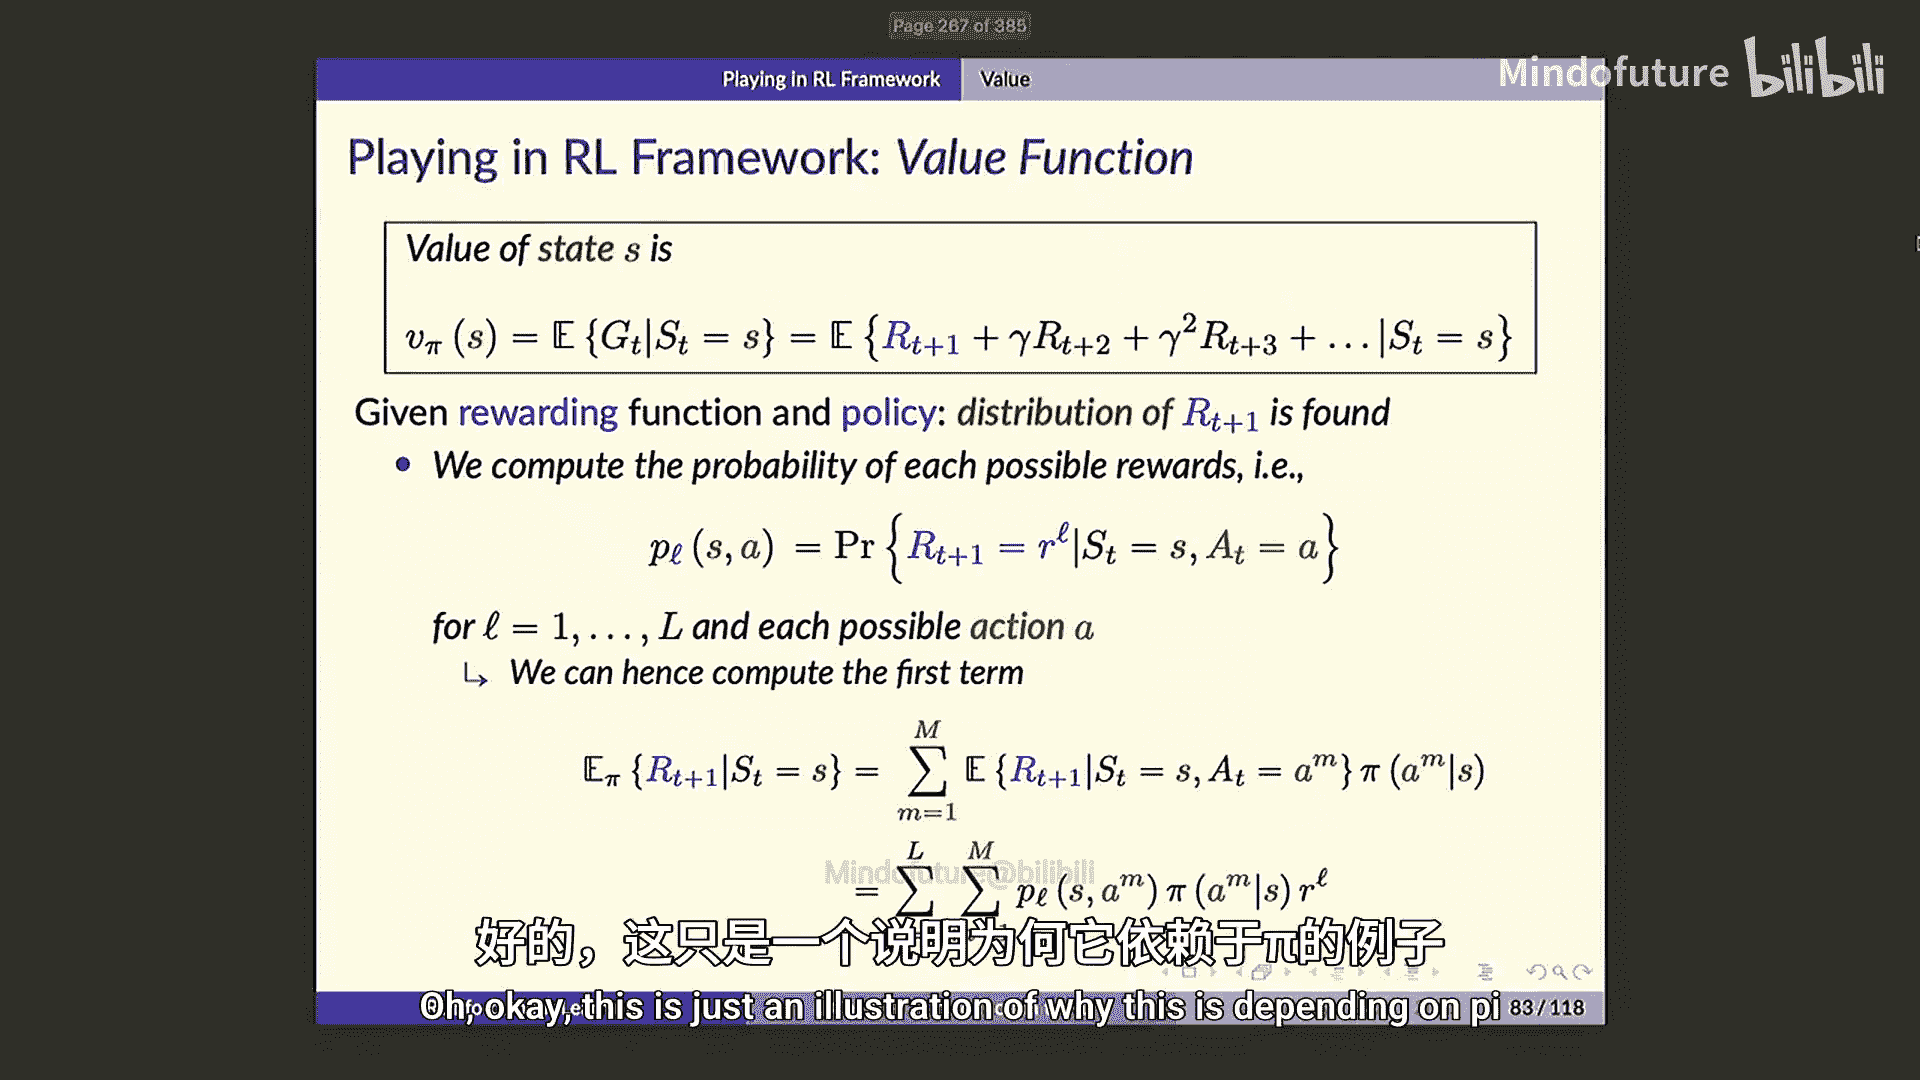 Page 267 of 385
Mindofuture bilibili
Playing in RL Framework Value
Playing in RL Framework: Value Function
Value of state s is
v_π (s) = 𝔼 {G_t|S_t = s} = 𝔼 {R_{t+1} + γR_{t+2} + γ^2 R_{t+3} + ... |S_t = s}
Given rewarding function and policy: distribution of R_{t+1} is found
• We compute the probability of each possible rewards, i.e.,
p_ℓ (s, a) = Pr {R_{t+1} = r^ℓ|S_t = s, A_t = a}
for ℓ = 1, . . . , L and each possible action a
↳ We can hence compute the first term
𝔼_π {R_{t+1}|S_t = s} = ∑_{m=1}^{M} 𝔼 {R_{t+1}|S_t = s, A_t = a^m} π (a^m|s)
= ∑^{L} ∑^{M} p_ℓ (s, a^m) π (a^m|s) r^ℓ
Mindofuture@bilibili
好的，这只是一个说明为何它依赖于π的例子
Oh, okay, this is just an illustration of why this is depending on pi
83/118